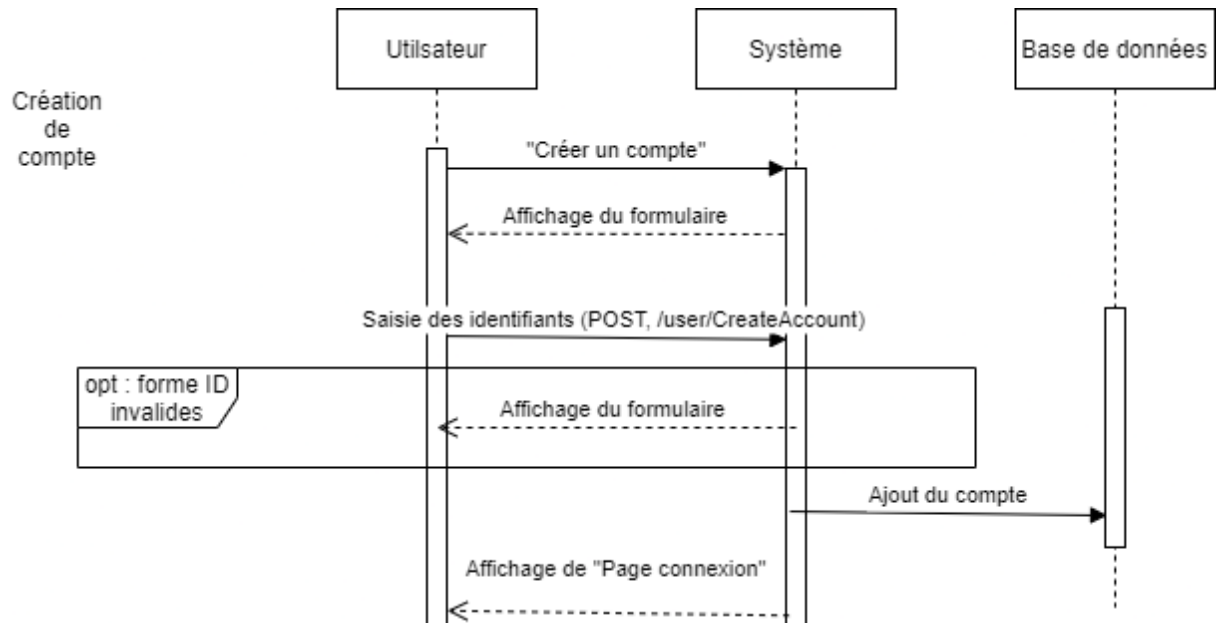 Utilsateur
Système
Base de données
Création
de
compte
"Créer un compte"
Affichage du formulaire
Saisie des identifiants (POST, /user/CreateAccount)
opt : forme ID
invalides
Affichage du formulaire
Ajout du compte
Affichage de "Page connexion"